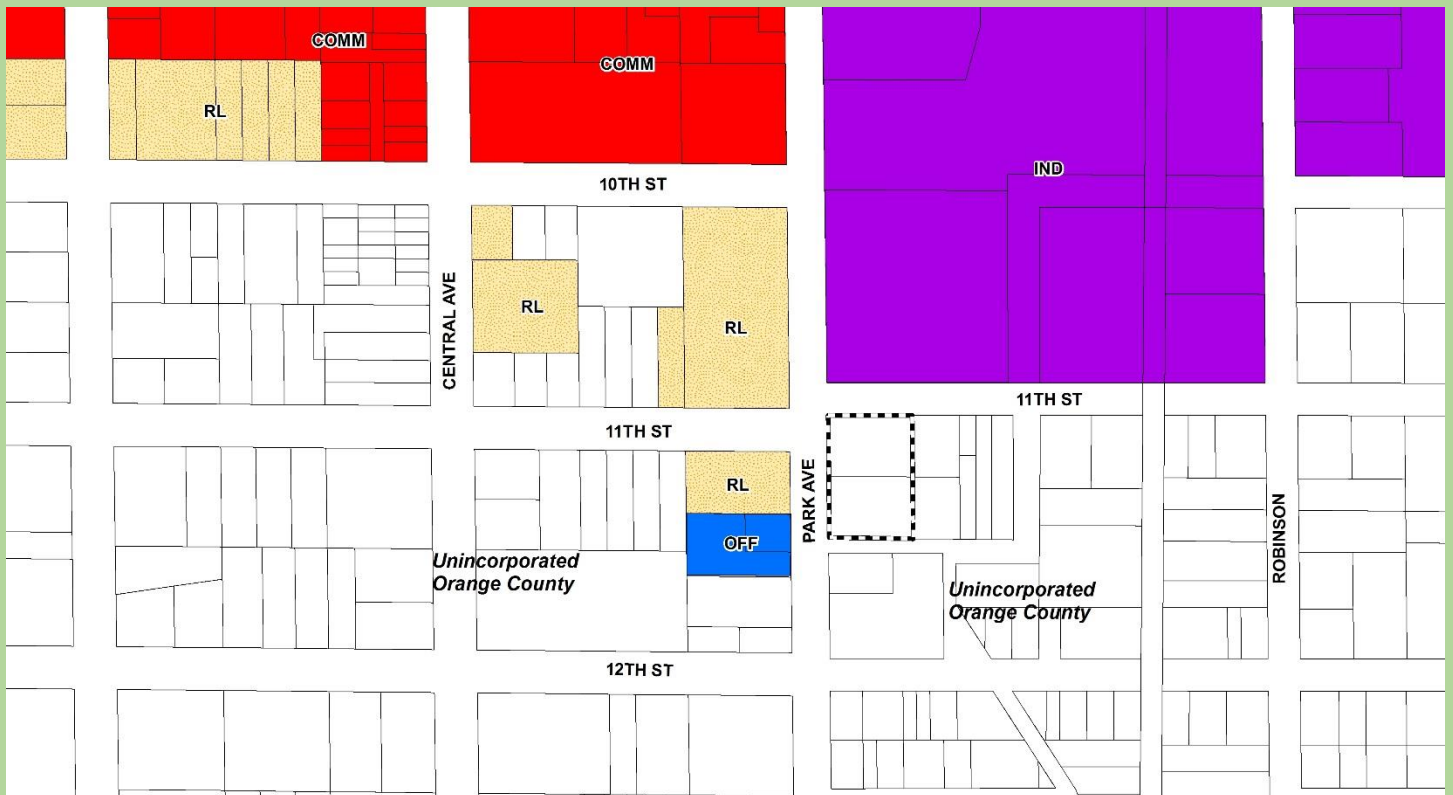 COMM
COMM
RL
IND
10TH ST
CENTRAL AVE
RL
RL
11TH ST
11TH ST
RL
PARK AVE
OFF
ROBINSON
Unincorporated
Orange County
Unincorporated
Orange County
12TH ST